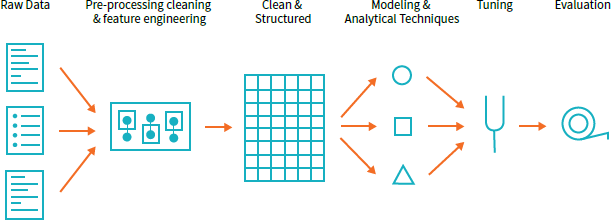 Raw Data
Pre-processing cleaning
& feature engineering
Clean &
Structured
Modeling &
Analytical Techniques
Tuning
Evaluation